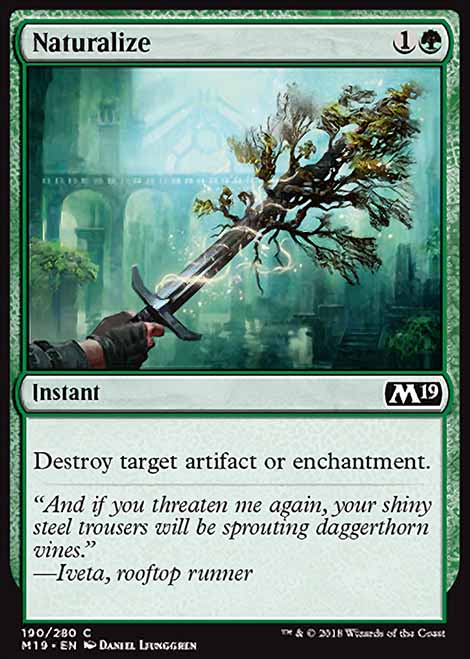 Naturalize 1
Instant M19
Destroy target artifact or enchantment.
“And if you threaten me again, your shiny
steel trousers will be sprouting daggerthorn
vines.”
—Iveta, rooftop runner
190/280 C
M19 • EN Daniel Ljunggren
™ & © 2018 Wizards of the Coast